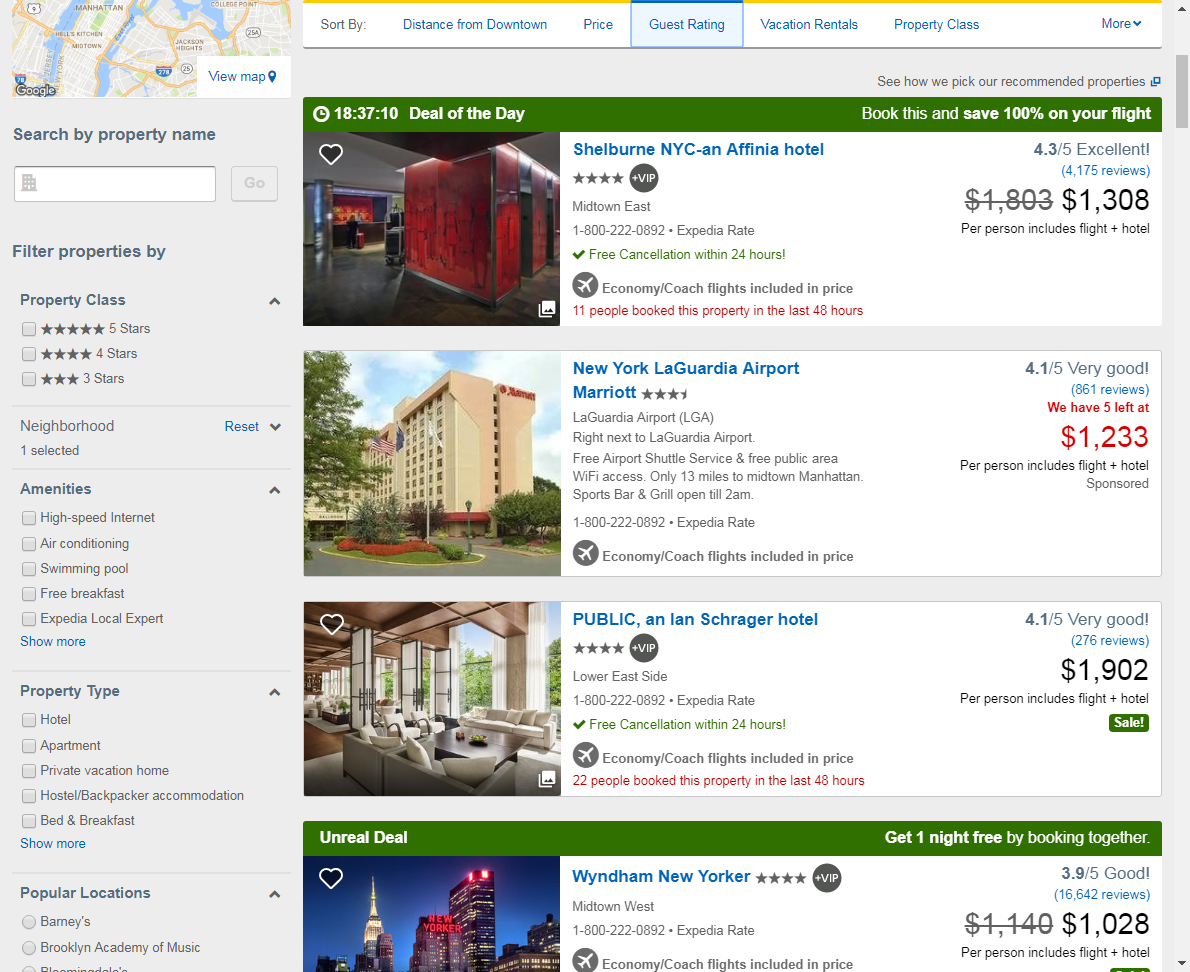 MANHATTAN
COLLEGE POINT
9
HELL'S KITCHEN
MIDTOWN
JACKSON
HEIGHTS
25A
278
25
78
NEW YORK
Google
View map
Search by property name
Go
Filter properties by
Property Class
5 Stars
4 Stars
3 Stars
Neighborhood Reset
1 selected
Amenities
High-speed Internet
Air conditioning
Swimming pool
Free breakfast
Expedia Local Expert
Show more
Property Type
Hotel
Apartment
Private vacation home
Hostel/Backpacker accommodation
Bed & Breakfast
Show more
Popular Locations
Barney's
Brooklyn Academy of Music
Bloomingdale's
Sort By: Distance from Downtown Price Guest Rating Vacation Rentals Property Class More
See how we pick our recommended properties
18:37:10 Deal of the Day Book this and save 100% on your flight
Shelburne NYC-an Affinia hotel
+VIP
Midtown East
1-800-222-0892 • Expedia Rate
Free Cancellation within 24 hours!
Economy/Coach flights included in price
11 people booked this property in the last 48 hours
4.3/5 Excellent!
(4,175 reviews)
$1,803 $1,308
Per person includes flight + hotel
Marriott
New York LaGuardia Airport
Marriott
LaGuardia Airport (LGA)
Right next to LaGuardia Airport.
Free Airport Shuttle Service & free public area
WiFi access. Only 13 miles to midtown Manhattan.
Sports Bar & Grill open till 2am.
1-800-222-0892 • Expedia Rate
Economy/Coach flights included in price
4.1/5 Very good!
(861 reviews)
We have 5 left at
$1,233
Per person includes flight + hotel
Sponsored
PUBLIC, an Ian Schrager hotel
+VIP
Lower East Side
1-800-222-0892 • Expedia Rate
Free Cancellation within 24 hours!
Economy/Coach flights included in price
22 people booked this property in the last 48 hours
4.1/5 Very good!
(276 reviews)
$1,902
Per person includes flight + hotel
Sale!
Unreal Deal Get 1 night free by booking together.
NEW
YORKER
Wyndham New Yorker +VIP
Midtown West
1-800-222-0892 • Expedia Rate
Economy/Coach flights included in price
3.9/5 Good!
(16,642 reviews)
$1,140 $1,028
Per person includes flight + hotel